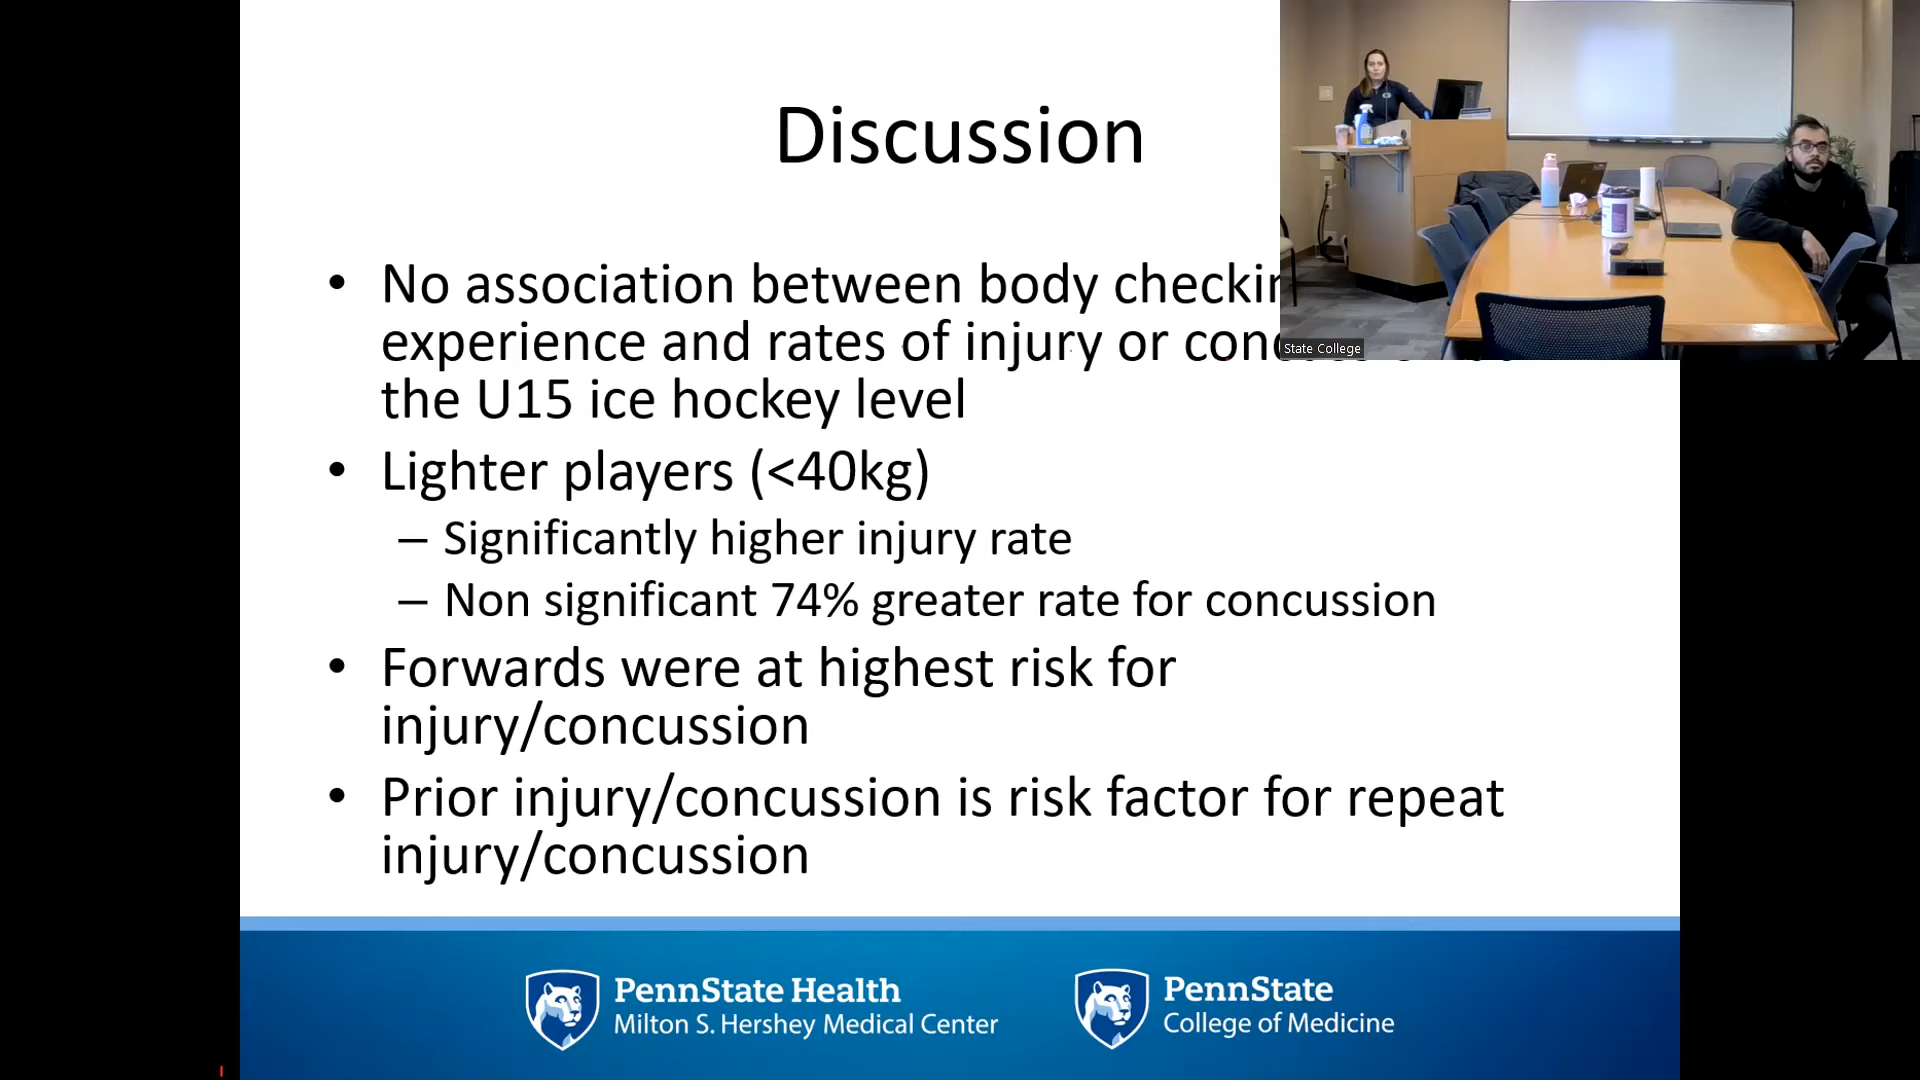 Discussion
• No association between body
experience and rates of injury or
the U15 ice hockey level
• Lighter players (<40kg)
– Significantly higher injury rate
– Non significant 74% greater rate for concussion
• Forwards were at highest risk for
injury/concussion
• Prior injury/concussion is risk factor for repeat
injury/concussion
State College
PennState Health
Milton S. Hershey Medical Center
PennState
College of Medicine